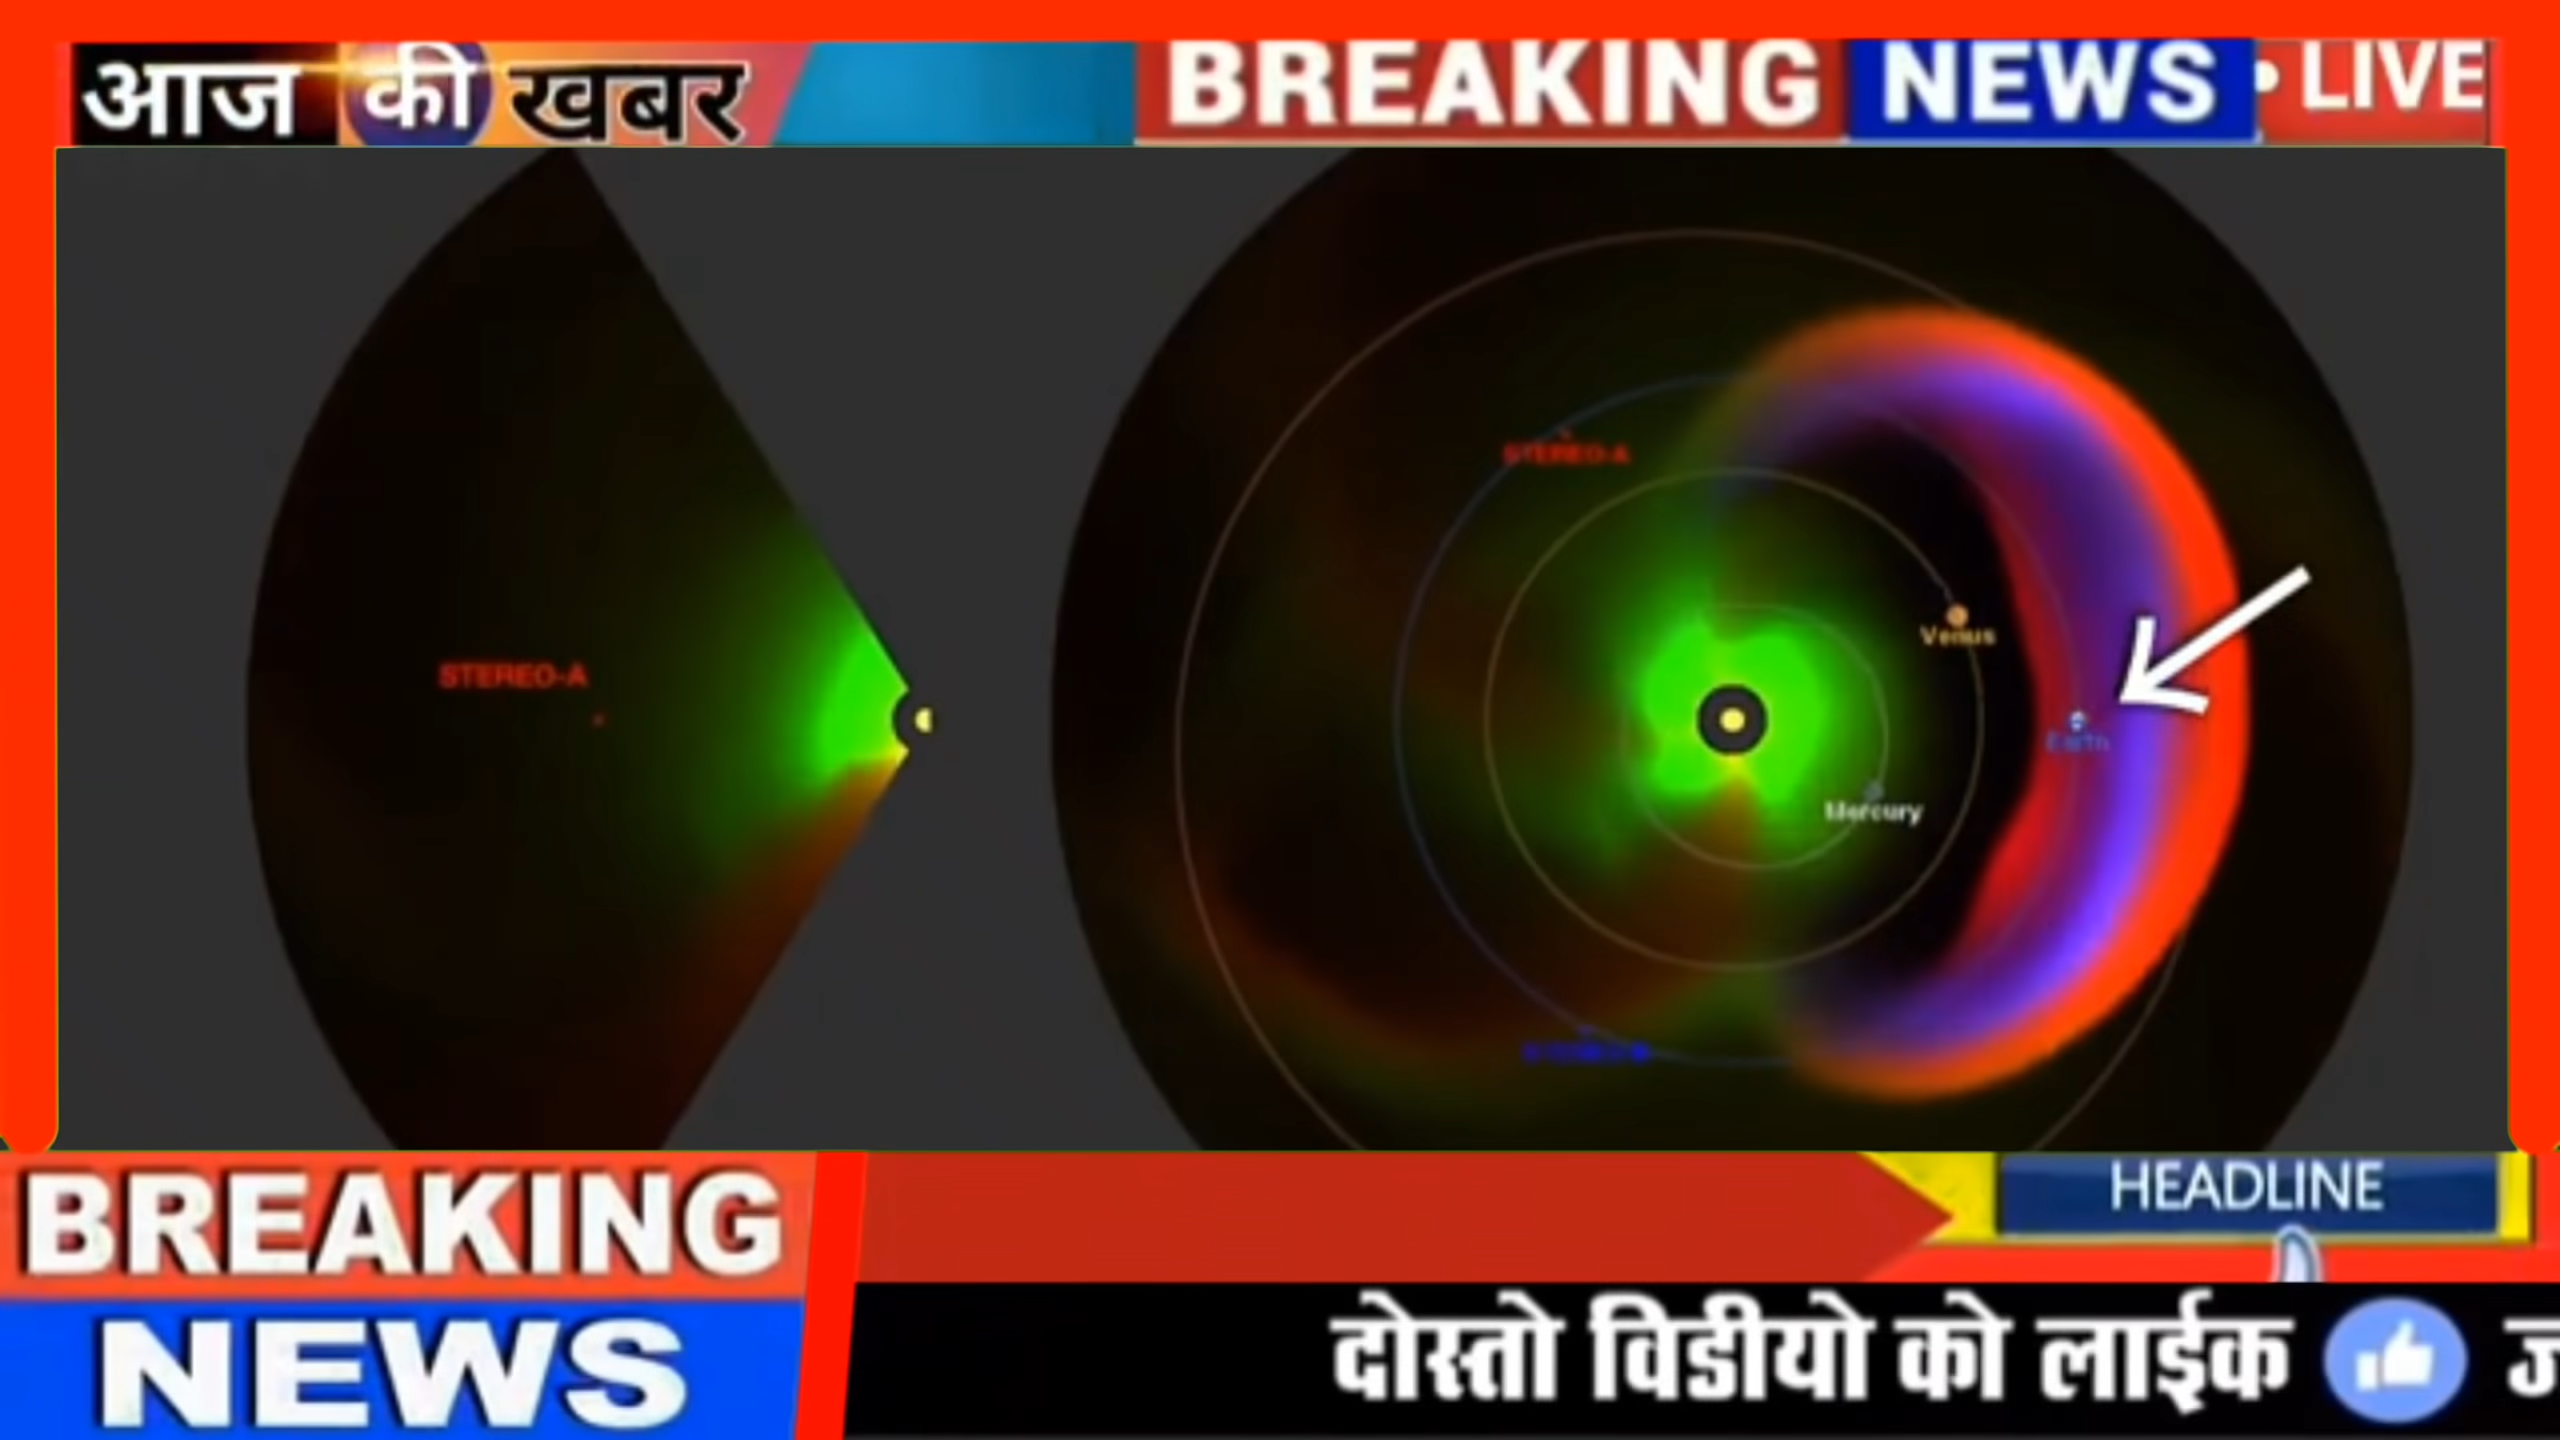 आज की खबर
BREAKING NEWS • LIVE
STEREO-A
STEREO-A
Venus
Earth
Mercury
BREAKING
NEWS
HEADLINE
दोस्तो विडीयो को लाईक